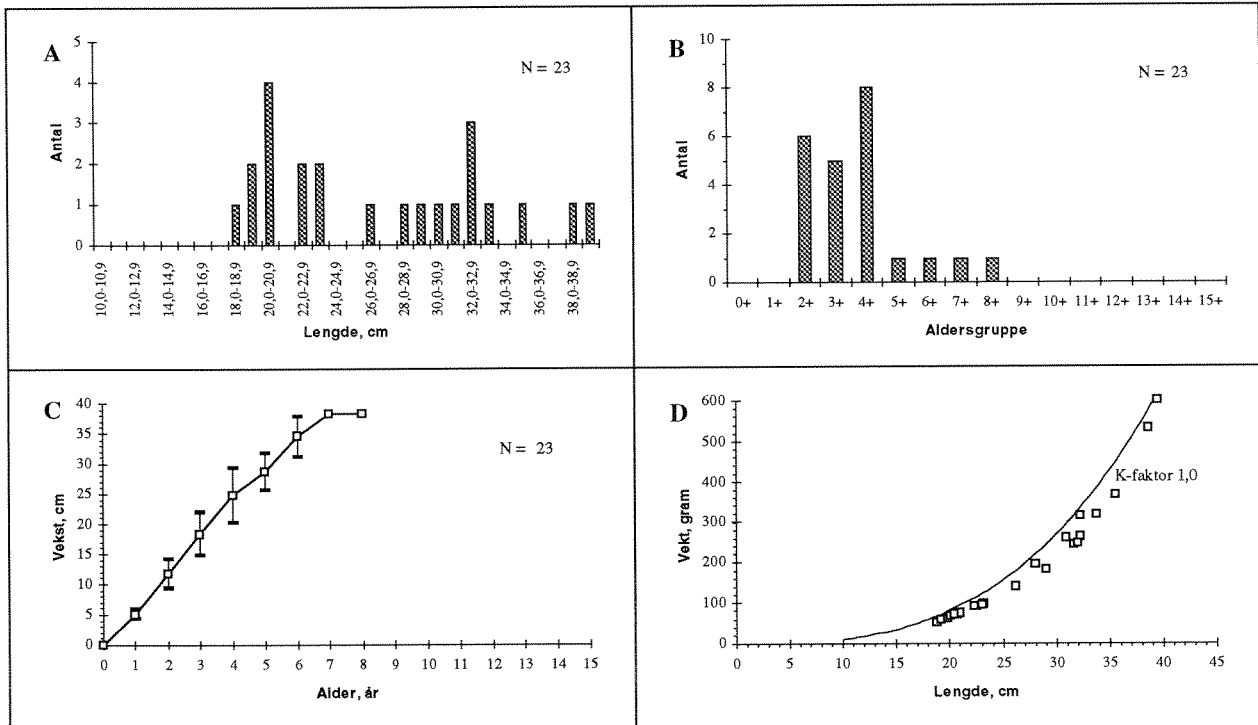 A
N = 23
Antal
5
4
3
2
1
0
10,0-10,9
12,0-12,9
14,0-14,9
16,0-16,9
18,0-18,9
20,0-20,9
22,0-22,9
24,0-24,9
26,0-26,9
28,0-28,9
30,0-30,9
32,0-32,9
34,0-34,9
36,0-36,9
38,0-38,9
Lengde, cm
B
N = 23
Antal
10
8
6
4
2
0
0+ 1+ 2+ 3+ 4+ 5+ 6+ 7+ 8+ 9+ 10+ 11+ 12+ 13+ 14+ 15+
Aldersgruppe
C
N = 23
Vekst, cm
40
35
30
25
20
15
10
5
0
0 1 2 3 4 5 6 7 8 9 10 11 12 13 14 15
Alder, år
D
K-faktor 1,0
Vekt, gram
600
500
400
300
200
100
0
0 5 10 15 20 25 30 35 40 45
Lengde, cm